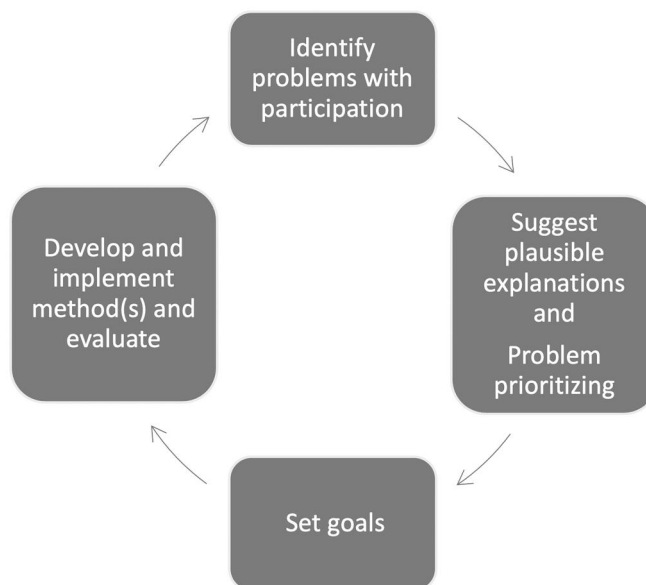 Identify
problems with
participation
Suggest
plausible
explanations
and
Problem
prioritizing
Set goals
Develop and
implement
method(s) and
evaluate